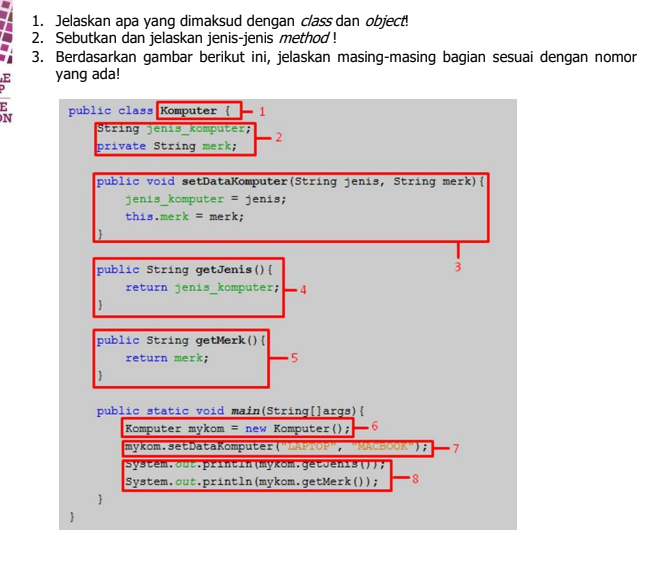 1. Jelaskan apa yang dimaksud dengan class dan object!
2. Sebutkan dan jelaskan jenis-jenis method !
3. Berdasarkan gambar berikut ini, jelaskan masing-masing bagian sesuai dengan nomor
yang ada!
public class Komputer { 1
String jenis_komputer;
private String merk;
2
public void setDataKomputer(String jenis, String merk){
jenis_komputer = jenis;
this.merk = merk;
}
3
public String getJenis(){
return jenis_komputer; 4
}
public String getMerk(){
return merk; 5
}
public static void main(String[]args){
Komputer mykom = new Komputer(); 6
mykom.setDataKomputer("LAPTOP", "MACBOOK"); 7
System.out.println(mykom.getJenis());
System.out.println(mykom.getMerk()); 8
}
}